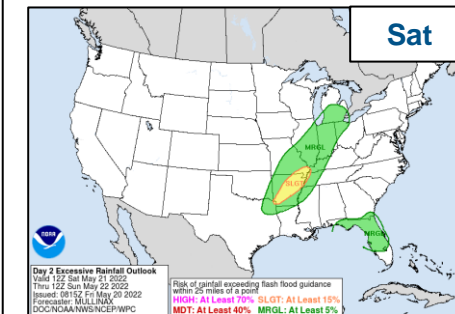 Sat
MRGL
SLGT
MRGL
NOAA
Day 2 Excessive Rainfall Outlook
Valid 12Z Sat May 21 2022
Thru 12Z Sun May 22 2022
Issued: 0815Z Fri May 20 2022
Forecaster: MULLINAX
DOC/NOAA/NWS/NCEP/WPC
Risk of rainfall exceeding flash flood guidance
within 25 miles of a point
HIGH: At Least 70% SLGT: At Least 15%
MDT: At Least 40% MRGL: At Least 5%